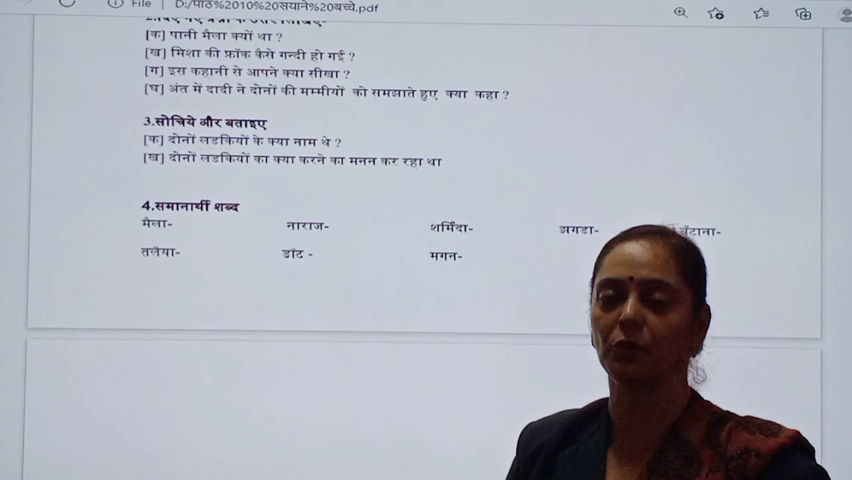 File | D:/पाठ%2010%20सयाने%20बच्चे.pdf
[क] पानी मैला क्यों था ?
[ख] मिशा की फ्रॉक कैसे गन्दी हो गई ?
[ग] इस कहानी से आपने क्या सीखा ?
[घ] अंत में दादी ने दोनों की मम्मीयों को समझाते हुए क्या कहा ?
3.सोचिये और बताइए
[क] दोनों लडकियों के क्या नाम थे ?
[ख] दोनों लडकियों का क्या करने का मनन कर रहा था
4.समानार्थी शब्द
मैला- नाराज- शर्मिंदा- झगडा- बँटाना-
तलैया- डॉट - मगन-